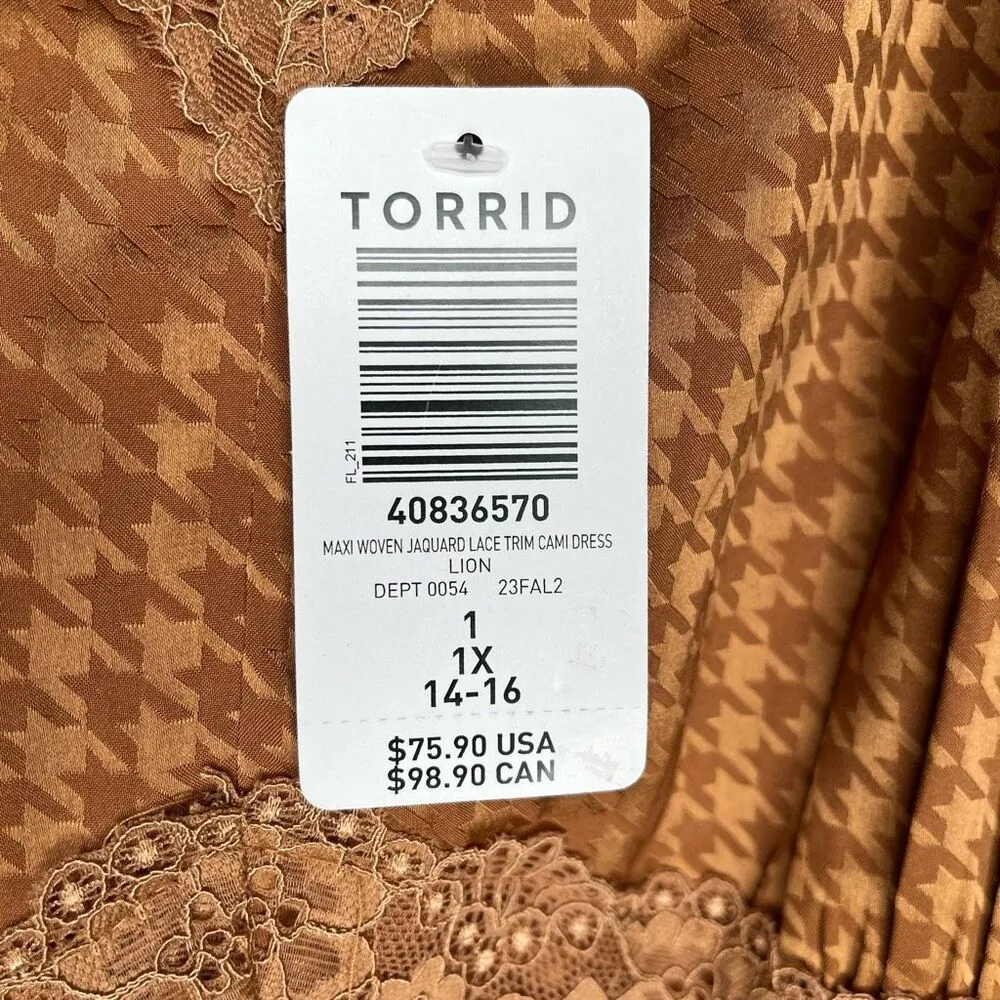 TORRID
FL_211
40836570
MAXI WOVEN JAQUARD LACE TRIM CAMI DRESS
LION
DEPT 0054 23FAL2
1
1X
14-16
$75.90 USA
$98.90 CAN